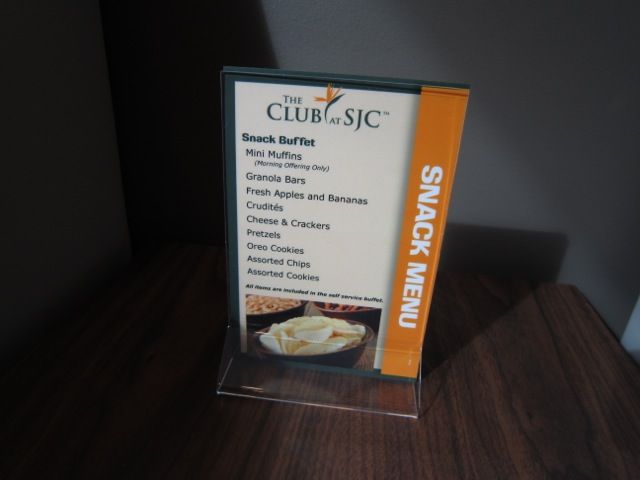 THE
CLUB AT SJC™
Snack Buffet
Mini Muffins
(Morning Offering Only)
Granola Bars
Fresh Apples and Bananas
Crudités
Cheese & Crackers
Pretzels
Oreo Cookies
Assorted Chips
Assorted Cookies
All items are included in the self service buffet.
SNACK MENU